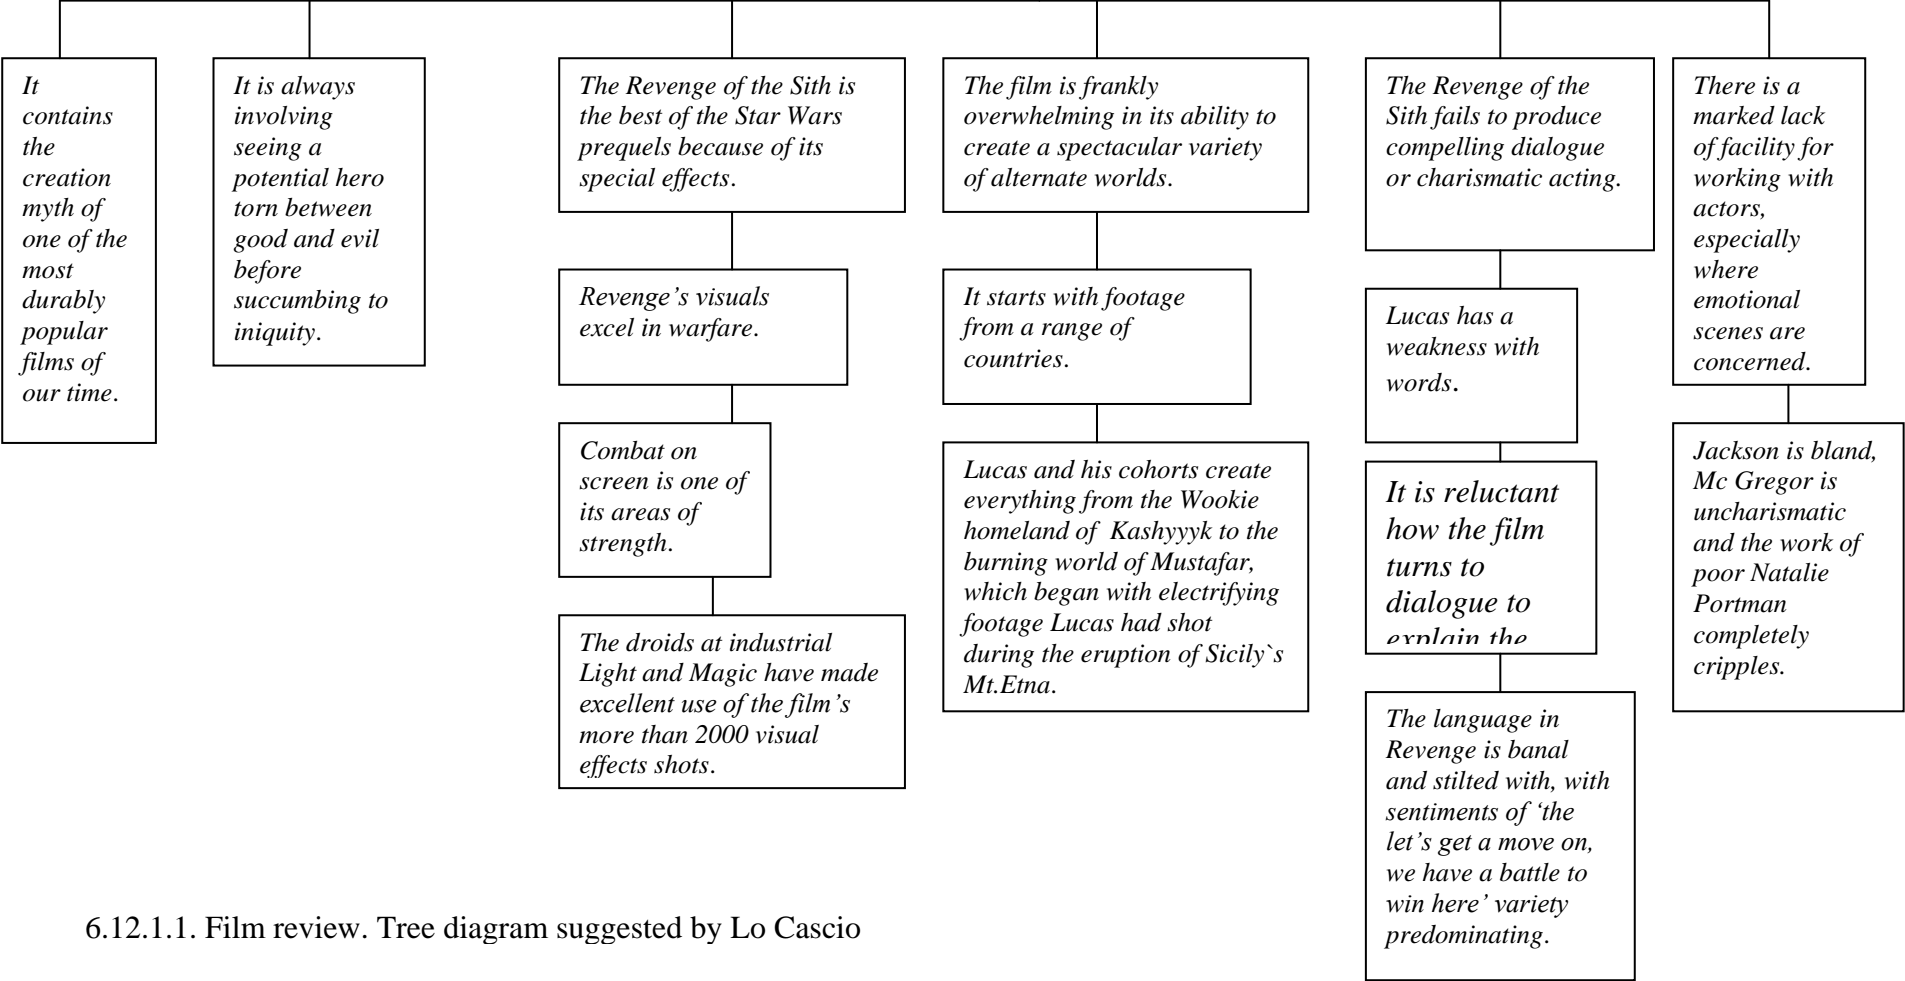 It
contains
the
creation
myth of
one of the
most
durably
popular
films of
our time.
It is always
involving
seeing a
potential hero
torn between
good and evil
before
succumbing to
iniquity.
The Revenge of the Sith is
the best of the Star Wars
prequels because of its
special effects.
Revenge’s visuals
excel in warfare.
Combat on
screen is one of
its areas of
strength.
The droids at industrial
Light and Magic have made
excellent use of the film’s
more than 2000 visual
effects shots.
The film is frankly
overwhelming in its ability to
create a spectacular variety
of alternate worlds.
It starts with footage
from a range of
countries.
Lucas and his cohorts create
everything from the Wookie
homeland of Kashyyyk to the
burning world of Mustafar,
which began with electrifying
footage Lucas had shot
during the eruption of Sicily`s
Mt.Etna.
The Revenge of the
Sith fails to produce
compelling dialogue
or charismatic acting.
Lucas has a
weakness with
words.
It is reluctant
how the film
turns to
dialogue to
explain the
The language in
Revenge is banal
and stilted with, with
sentiments of ‘the
let’s get a move on,
we have a battle to
win here’ variety
predominating.
There is a
marked lack
of facility for
working with
actors,
especially
where
emotional
scenes are
concerned.
Jackson is bland,
Mc Gregor is
uncharismatic
and the work of
poor Natalie
Portman
completely
cripples.
6.12.1.1. Film review. Tree diagram suggested by Lo Cascio